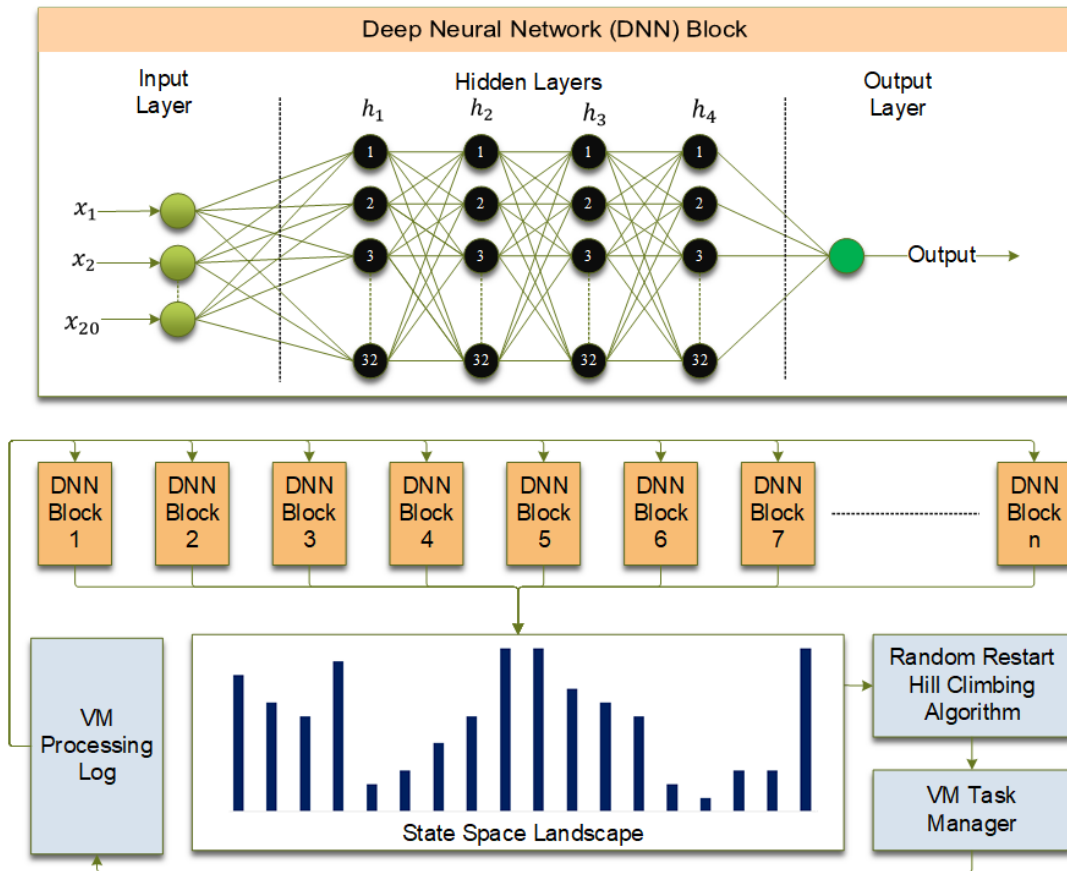 Deep Neural Network (DNN) Block
Input
Layer
Hidden Layers
Output
Layer
h₁ h₂ h₃ h₄
1 1 1 1
x₁
2 2 2 2
x₂
3 3 3 3
Output
x₂₀
32 32 32 32
DNN
Block
1
DNN
Block
2
DNN
Block
3
DNN
Block
4
DNN
Block
5
DNN
Block
6
DNN
Block
7
DNN
Block
n
VM
Processing
Log
State Space Landscape
Random Restart
Hill Climbing
Algorithm
VM Task
Manager